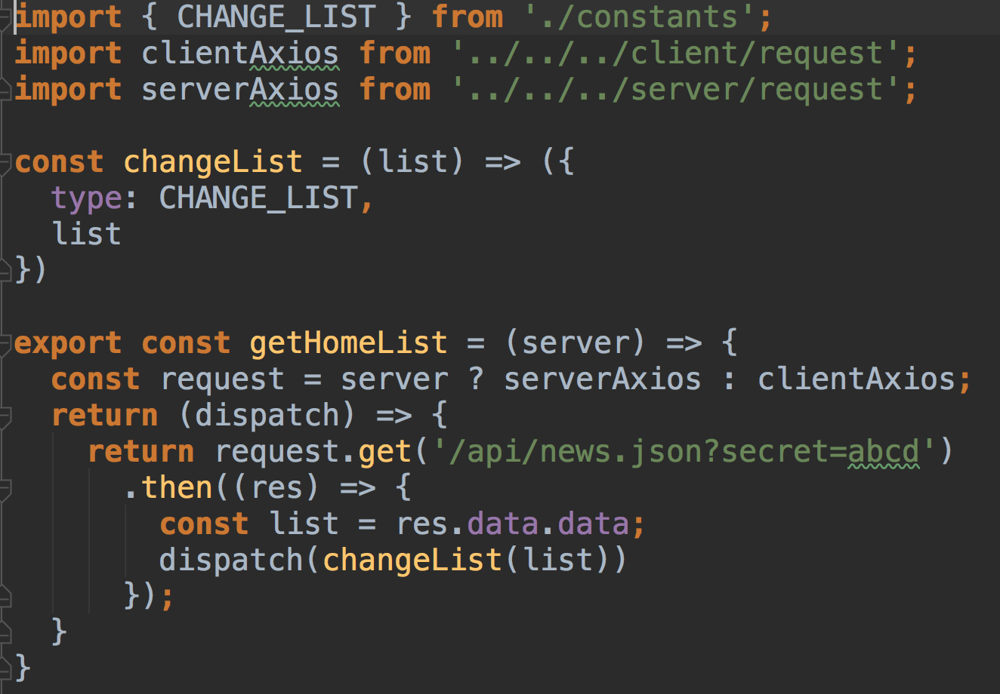 import { CHANGE_LIST } from './constants';
import clientAxios from '../../../client/request';
import serverAxios from '../../../server/request';

const changeList = (list) => ({
  type: CHANGE_LIST,
  list
})

export const getHomeList = (server) => {
  const request = server ? serverAxios : clientAxios;
  return (dispatch) => {
    return request.get('/api/news.json?secret=abcd')
      .then((res) => {
        const list = res.data.data;
        dispatch(changeList(list))
      });
  }
}